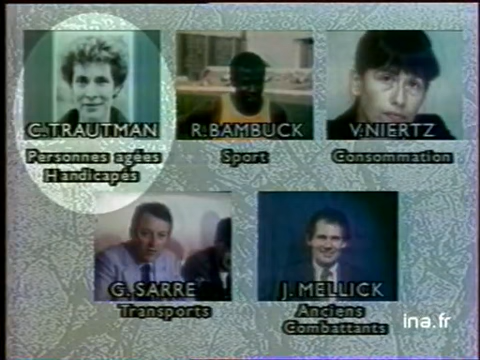 C.TRAUTMAN
R.BAMBUCK
V.NIERTZ
Personnes agées
Handicapés
Sport
Consommation
G. SARRE
J. MELLICK
Transports
Anciens
Combattants
ina.fr